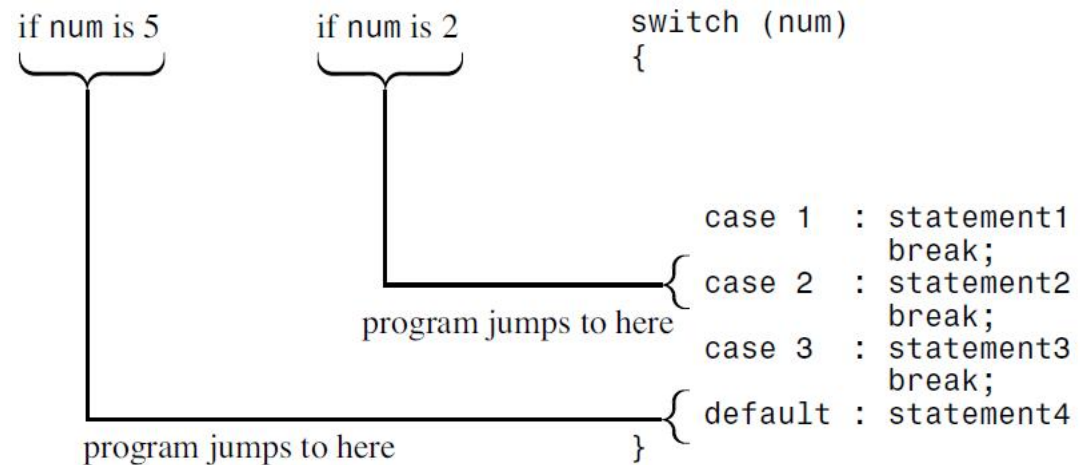 if num is 5 if num is 2 switch (num)
{
case 1 : statement1
break;
case 2 : statement2
break;
program jumps to here
case 3 : statement3
break;
default : statement4
program jumps to here
}